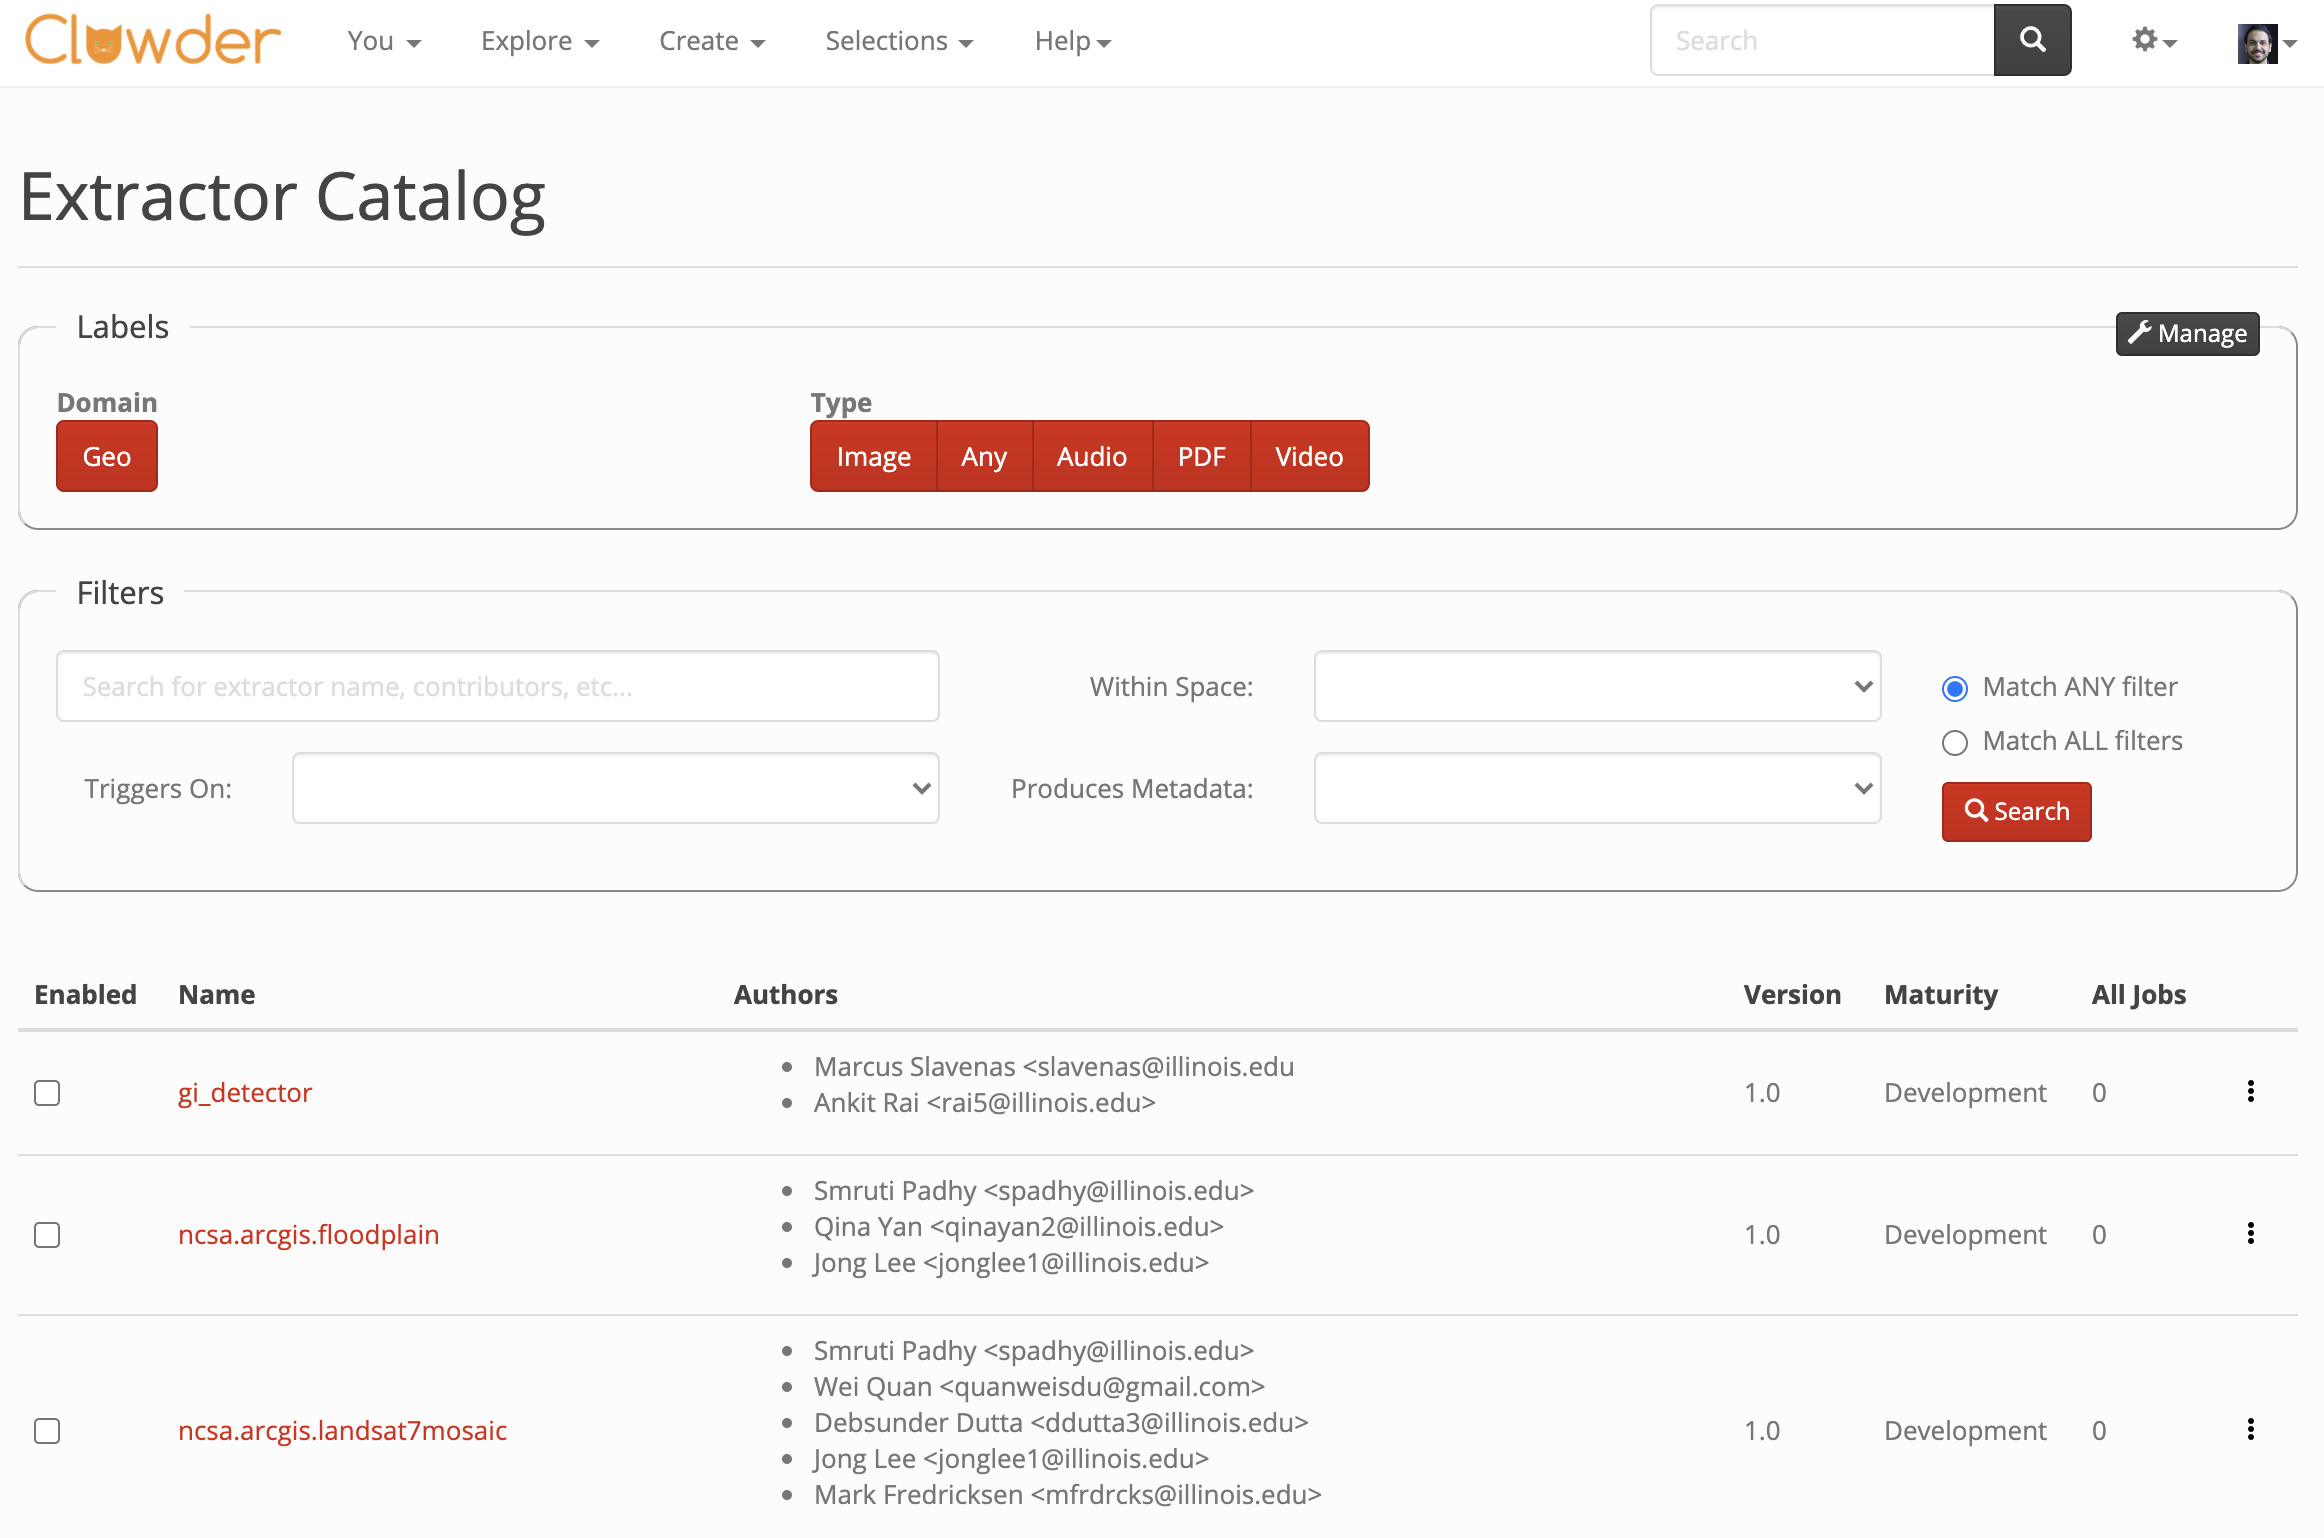 Clowder You Explore Create Selections Help Search
Extractor Catalog
Labels Manage
Domain Type
Geo Image Any Audio PDF Video
Filters
Search for extractor name, contributors, etc... Within Space: Match ANY filter
Match ALL filters
Triggers On: Produces Metadata: Search
Enabled Name Authors Version Maturity All Jobs
gi_detector 1.0 Development 0
Marcus Slavenas <slavenas@illinois.edu
Ankit Rai <rai5@illinois.edu>
ncsa.arcgis.floodplain 1.0 Development 0
Smruti Padhy <spadhy@illinois.edu>
Qina Yan <qinayan2@illinois.edu>
Jong Lee <jonglee1@illinois.edu>
ncsa.arcgis.landsat7mosaic 1.0 Development 0
Smruti Padhy <spadhy@illinois.edu>
Wei Quan <quanweisdu@gmail.com>
Debsunder Dutta <ddutta3@illinois.edu>
Jong Lee <jonglee1@illinois.edu>
Mark Fredricksen <mfrdrcks@illinois.edu>